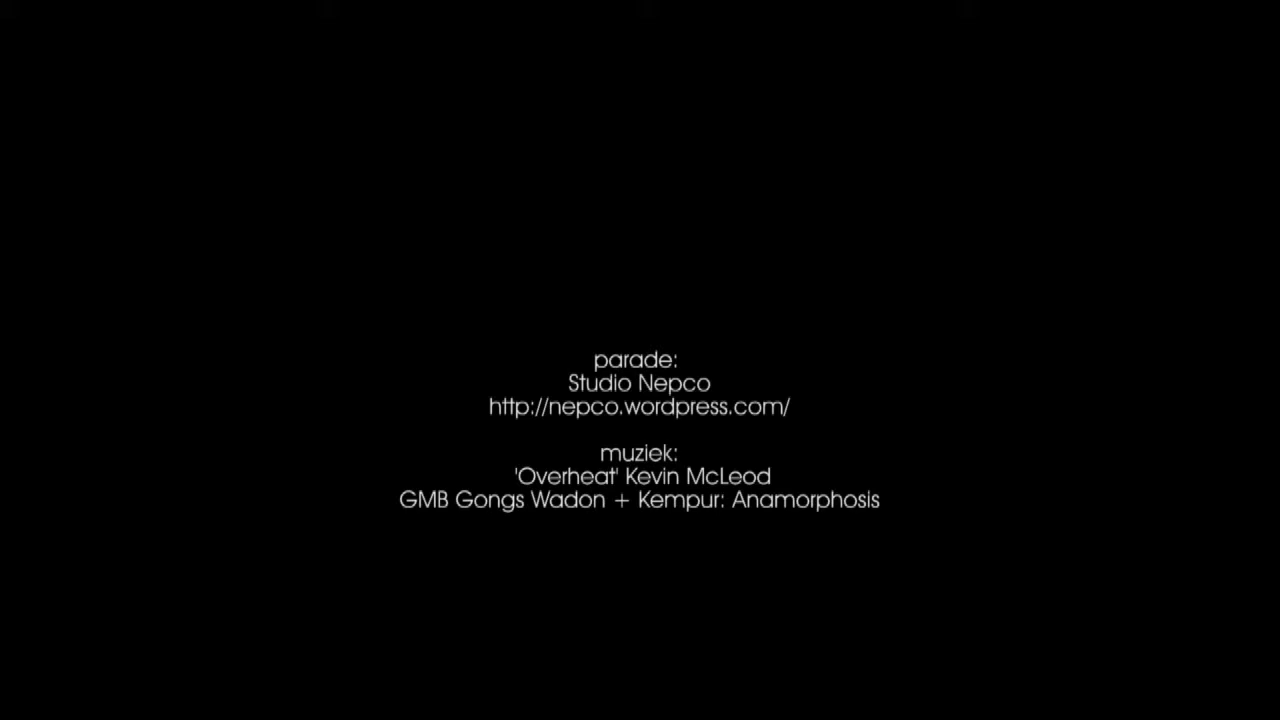 parade:
Studio Nepco
http://nepco.wordpress.com/
muziek:
'Overheat' Kevin McLeod
GMB Gongs Wadon + Kempur: Anamorphosis